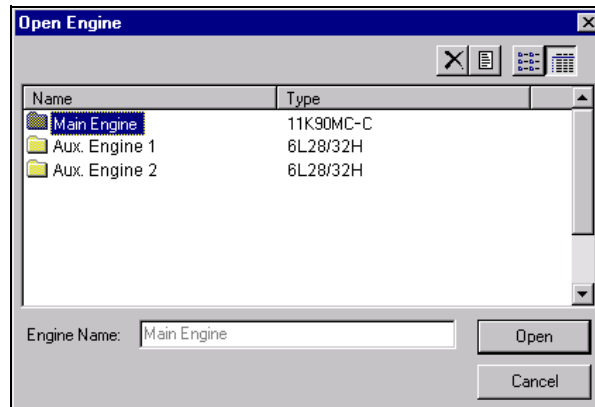 Open Engine
Name Type
Main Engine 11K90MC-C
Aux. Engine 1 6L28/32H
Aux. Engine 2 6L28/32H
Engine Name: Main Engine Open
Cancel